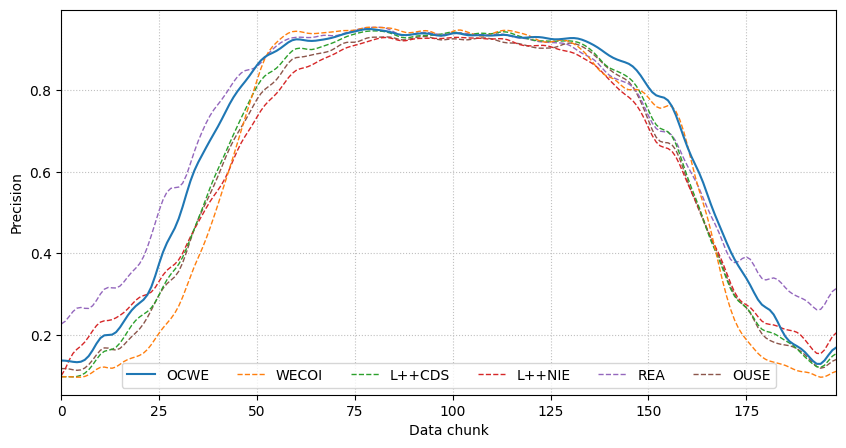 Precision
0.8
0.6
0.4
0.2
OCWE WECOI L++CDS L++NIE REA OUSE
0 25 50 75 100 125 150 175
Data chunk